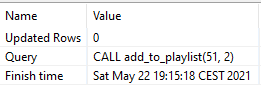 Name Value
Updated Rows 0
Query CALL add_to_playlist(51, 2)
Finish time Sat May 22 19:15:18 CEST 2021